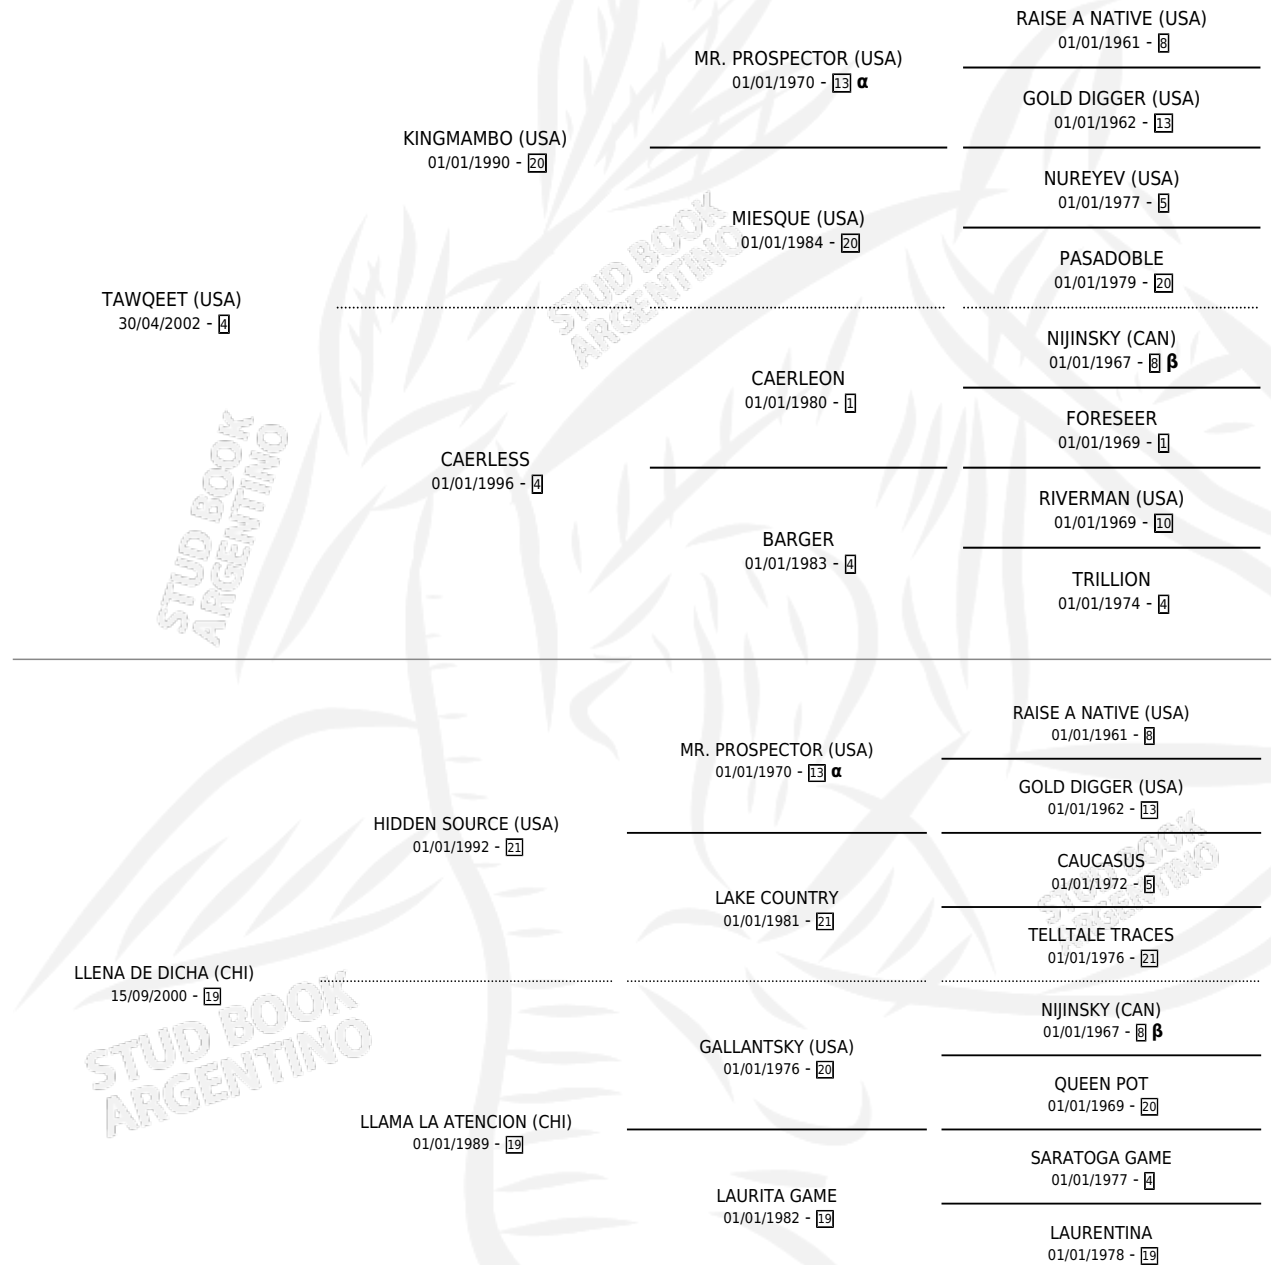 RAISE A NATIVE (USA)
01/01/1961 - 8
MR. PROSPECTOR (USA)
01/01/1970 - 13 α
GOLD DIGGER (USA)
01/01/1962 - 13
KINGMAMBO (USA)
01/01/1990 - 20
NUREYEV (USA)
01/01/1977 - 5
MIESQUE (USA)
01/01/1984 - 20
PASADOBLE
01/01/1979 - 20
TAWQEET (USA)
30/04/2002 - 4
NIJINSKY (CAN)
01/01/1967 - 8 β
CAERLEON
01/01/1980 - 1
FORESEER
01/01/1969 - 1
CAERLESS
01/01/1996 - 4
RIVERMAN (USA)
01/01/1969 - 10
BARGER
01/01/1983 - 4
TRILLION
01/01/1974 - 4
RAISE A NATIVE (USA)
01/01/1961 - 8
MR. PROSPECTOR (USA)
01/01/1970 - 13 α
GOLD DIGGER (USA)
01/01/1962 - 13
HIDDEN SOURCE (USA)
01/01/1992 - 21
CAUCASUS
01/01/1972 - 5
LAKE COUNTRY
01/01/1981 - 21
TELLTALE TRACES
01/01/1976 - 21
LLENA DE DICHA (CHI)
15/09/2000 - 19
NIJINSKY (CAN)
01/01/1967 - 8 β
GALLANTSKY (USA)
01/01/1976 - 20
QUEEN POT
01/01/1969 - 20
LLAMA LA ATENCION (CHI)
01/01/1989 - 19
SARATOGA GAME
01/01/1977 - 4
LAURITA GAME
01/01/1982 - 19
LAURENTINA
01/01/1978 - 19
STUD BOOK
ARGENTINO
STUD BOOK
ARGENTINO
STUD BOOK
ARGENTINO
STUD BOOK
ARGENTINO